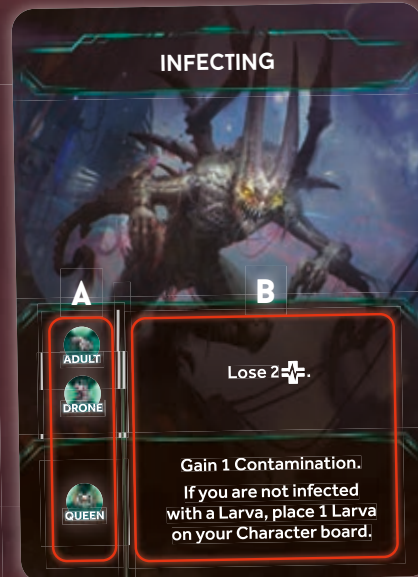 INFECTING
A
B
ADULT
DRONE
Lose 2.
QUEEN
Gain 1 Contamination.
If you are not infected
with a Larva, place 1 Larva
on your Character board.